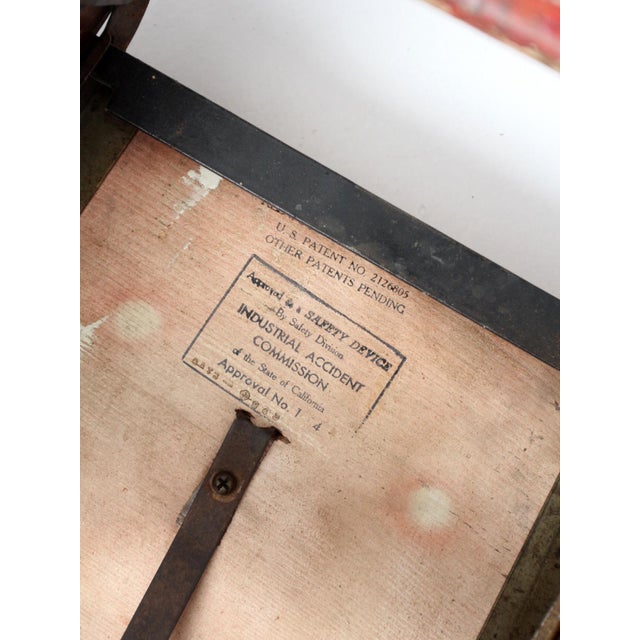 U. S. PATENT NO 2126805
OTHER PATENTS PENDING
Approved as a SAFETY DEVICE
By Safety Division
INDUSTRIAL ACCIDENT
COMMISSION
of the State of California
Approval No. 1 4